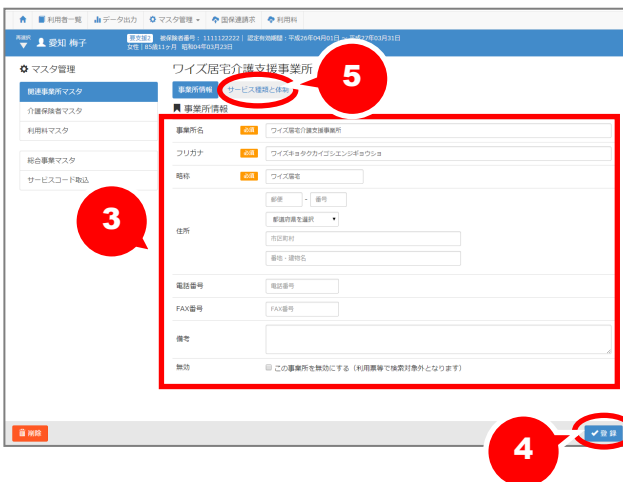 利用者一覧 データ出力 マスタ管理 国保連請求 利用料
再選択 愛知 梅子 要支援2 被保険者番号： 1111122222 | 認定有効期間：平成26年04月01日 ～ 平成27年03月31日
女性 | 85歳11ヶ月 昭和04年03月23日
マスタ管理
関連事業所マスタ
介護保険者マスタ
利用料マスタ
総合事業マスタ
サービスコード取込
ワイズ居宅介護支援事業所
事業所情報 サービス種類と体制
事業所情報
事業所名 必須 ワイズ居宅介護支援事業所
フリガナ 必須 ワイズキョタクカイゴシエンジギョウショ
略称 必須 ワイズ居宅
住所
郵便 - 番号
都道府県を選択
市区町村
番地・建物名
電話番号 電話番号
FAX番号 FAX番号
備考
無効 この事業所を無効にする（利用票等で検索対象外となります）
削除
登録
3
4
5